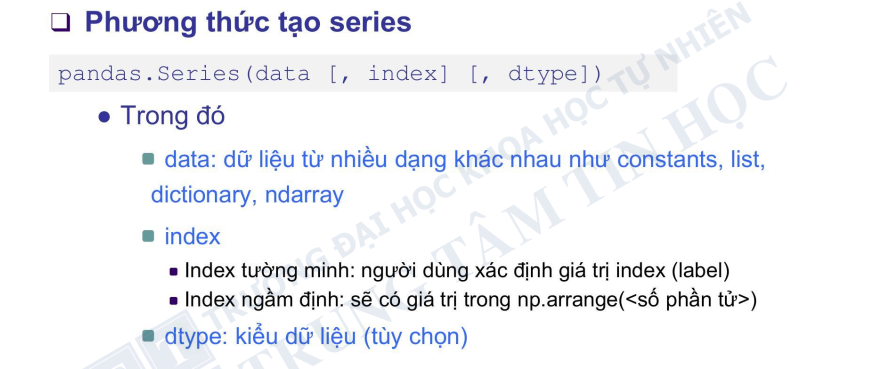 Phương thức tạo series
pandas.Series(data [, index] [, dtype])
Trong đó
data: dữ liệu từ nhiều dạng khác nhau như constants, list,
dictionary, ndarray
index
Index tường minh: người dùng xác định giá trị index (label)
Index ngầm định: sẽ có giá trị trong np.arrange(<số phần tử>)
dtype: kiểu dữ liệu (tùy chọn)
TRƯỜNG ĐẠI HỌC KHOA HỌC TỰ NHIÊN
TRUNG TÂM TIN HỌC